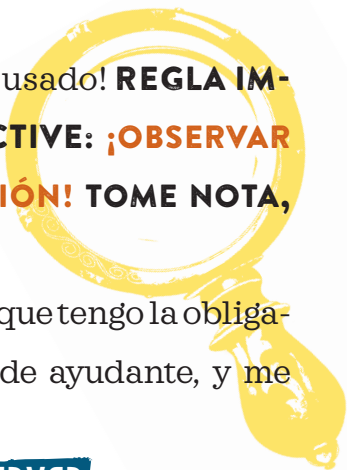 usado! REGLA IM-
CTIVE: ¡OBSERVAR
IÓN! TOME NOTA,
que tengo la obliga-
de ayudante, y me